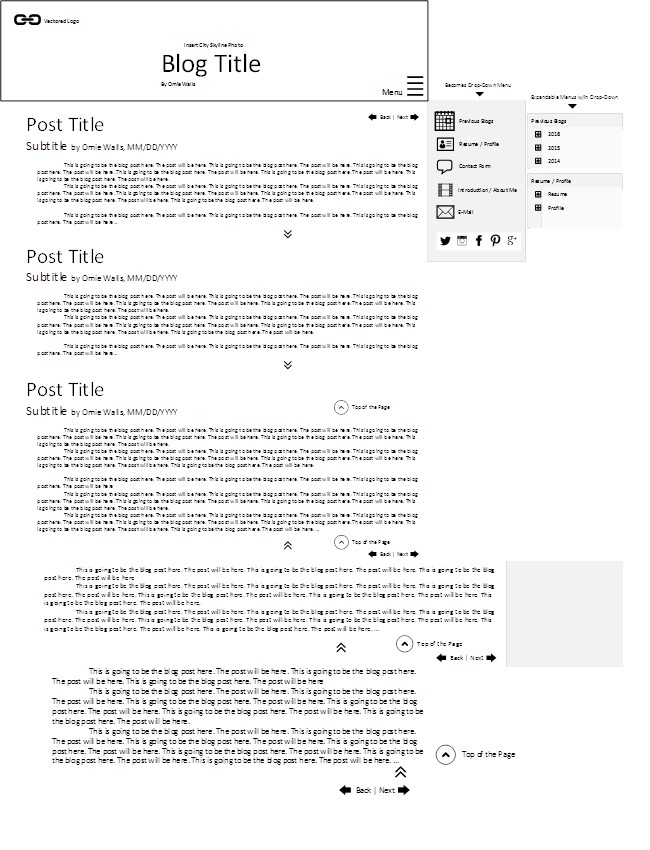 Vectored Logo
Insert City Skyline Photo
Blog Title
By Omie Walls
Menu
Becomes Drop-Down Menu
Expandable Menus w/in Drop-Down
Previous Blogs
Resume / Profile
Contact Form
Introduction / About Me
E-Mail
Previous Blogs
2016
2015
2014
Resume / Profile
Resume
Profile
Back | Next
Post Title
Subtitle by Omie Walls, MM/DD/YYYY
This is going to be the blog post here. The post will be here. This is going to be the blog post here. The post will be here. This is going to be the blog
post here. The post will be here. This is going to be the blog post here. The post will be here. This is going to be the blog post here. The post will be here. This
is going to be the blog post here. The post will be here.
This is going to be the blog post here. The post will be here. This is going to be the blog post here. The post will be here. This is going to be the blog
post here. The post will be here. This is going to be the blog post here. The post will be here. This is going to be the blog post here. The post will be here. This
is going to be the blog post here. The post will be here. This is going to be the blog post here. The post will be here.
This is going to be the blog post here. The post will be here. This is going to be the blog post here. The post will be here. This is going to be the blog
post here. The post will be here...
Post Title
Subtitle by Omie Walls, MM/DD/YYYY
This is going to be the blog post here. The post will be here. This is going to be the blog post here. The post will be here. This is going to be the blog
post here. The post will be here. This is going to be the blog post here. The post will be here. This is going to be the blog post here. The post will be here. This
is going to be the blog post here. The post will be here.
This is going to be the blog post here. The post will be here. This is going to be the blog post here. The post will be here. This is going to be the blog
post here. The post will be here. This is going to be the blog post here. The post will be here. This is going to be the blog post here. The post will be here. This
is going to be the blog post here. The post will be here. This is going to be the blog post here. The post will be here.
This is going to be the blog post here. The post will be here. This is going to be the blog post here. The post will be here. This is going to be the blog
post here. The post will be here...
Post Title
Subtitle by Omie Walls, MM/DD/YYYY
Top of the Page
This is going to be the blog post here. The post will be here. This is going to be the blog post here. The post will be here. This is going to be the blog
post here. The post will be here. This is going to be the blog post here. The post will be here. This is going to be the blog post here. The post will be here. This
is going to be the blog post here. The post will be here.
This is going to be the blog post here. The post will be here. This is going to be the blog post here. The post will be here. This is going to be the blog
post here. The post will be here. This is going to be the blog post here. The post will be here. This is going to be the blog post here. The post will be here. This
is going to be the blog post here. The post will be here. This is going to be the blog post here. The post will be here.
This is going to be the blog post here. The post will be here. This is going to be the blog post here. The post will be here. This is going to be the blog
post here. The post will be here
This is going to be the blog post here. The post will be here. This is going to be the blog post here. The post will be here. This is going to be the blog
post here. The post will be here. This is going to be the blog post here. The post will be here. This is going to be the blog post here. The post will be here. This
is going to be the blog post here. The post will be here.
This is going to be the blog post here. The post will be here. This is going to be the blog post here. The post will be here. This is going to be the blog
post here. The post will be here. This is going to be the blog post here. The post will be here. This is going to be the blog post here. The post will be here. This
is going to be the blog post here. The post will be here. This is going to be the blog post here. The post will be here. ...
Top of the Page
Back | Next
This is going to be the blog post here. The post will be here. This is going to be the blog post here. The post will be here. This is going to be the blog
post here. The post will be here
This is going to be the blog post here. The post will be here. This is going to be the blog post here. The post will be here. This is going to be the blog
post here. The post will be here. This is going to be the blog post here. The post will be here. This is going to be the blog post here. The post will be here. This
is going to be the blog post here. The post will be here.
This is going to be the blog post here. The post will be here. This is going to be the blog post here. The post will be here. This is going to be the blog
post here. The post will be here. This is going to be the blog post here. The post will be here. This is going to be the blog post here. The post will be here. This
is going to be the blog post here. The post will be here. This is going to be the blog post here. The post will be here. ...
Top of the Page
Back | Next
This is going to be the blog post here. The post will be here. This is going to be the blog post here.
The post will be here. This is going to be the blog post here. The post will be here
This is going to be the blog post here. The post will be here. This is going to be the blog post here.
The post will be here. This is going to be the blog post here. The post will be here. This is going to be the blog
post here. The post will be here. This is going to be the blog post here. The post will be here. This is going to be
the blog post here. The post will be here.
This is going to be the blog post here. The post will be here. This is going to be the blog post here.
The post will be here. This is going to be the blog post here. The post will be here. This is going to be the blog
post here. The post will be here. This is going to be the blog post here. The post will be here. This is going to be
the blog post here. The post will be here. This is going to be the blog post here. The post will be here. ...
Top of the Page
Back | Next